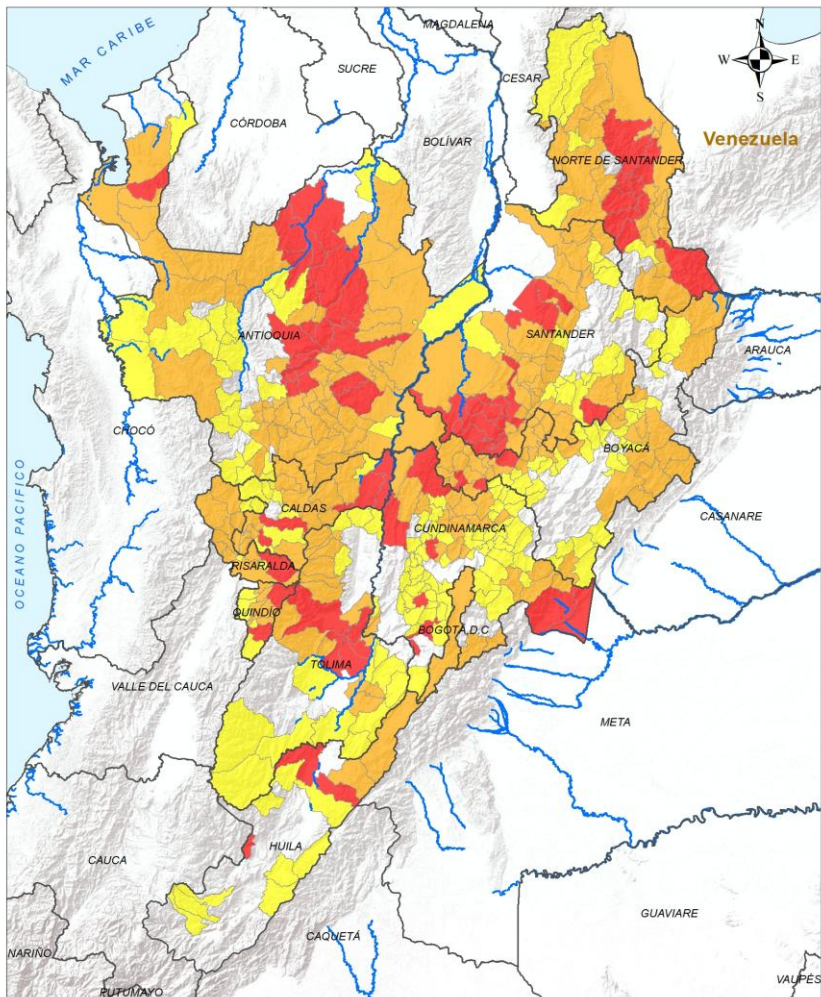 MAGDALENA
N
MAR CARIBE
SUCRE
CESAR
W
E
S
CÓRDOBA
BOLÍVAR
Venezuela
NORTE DE SANTANDER
ANTIOQUIA
SANTANDER
ARAUCA
CHOCÓ
BOYACÁ
OCEANO PACIFICO
CALDAS
CUNDINAMARCA
CASANARE
RISARALDA
QUINDÍO
BOGOTÁ, D.C
TOLIMA
VALLE DEL CAUCA
META
HUILA
CAUCA
GUAVIARE
CAQUETÁ
NARIÑO
PUTUMAYO
VAUPÉS